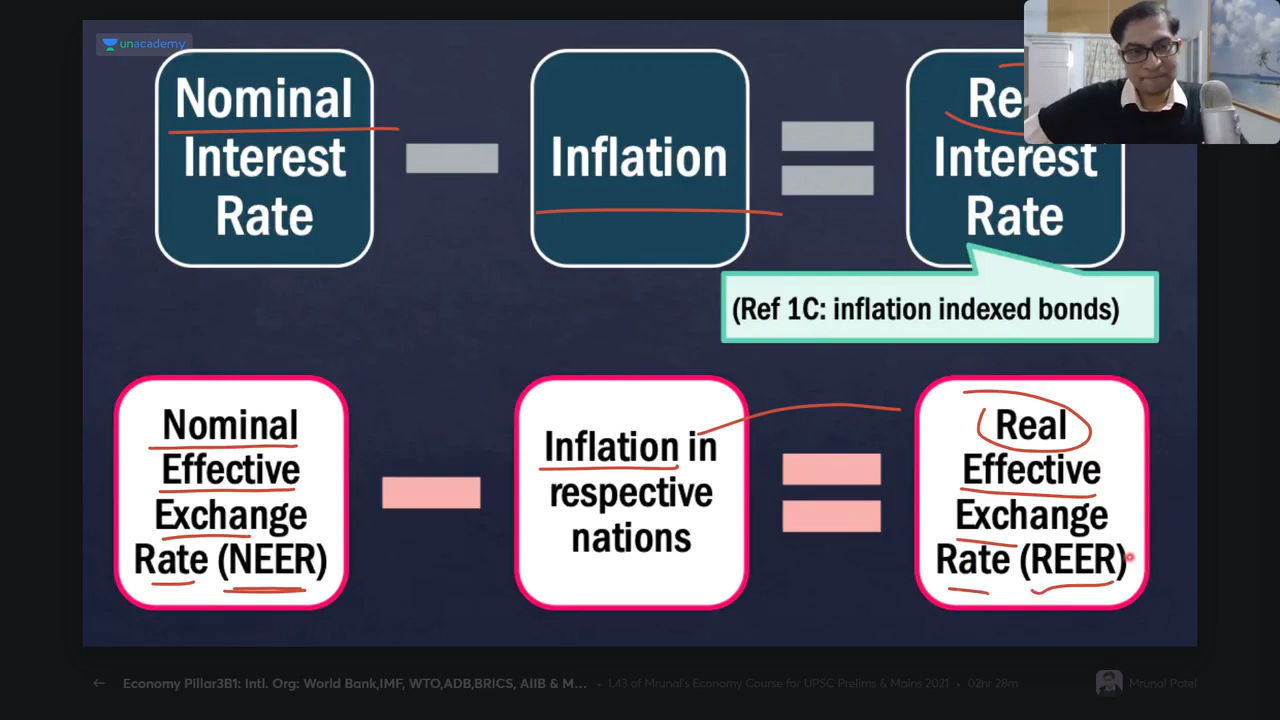 unacademy
Nominal
Interest
Rate
Inflation
Interest
Rate
(Ref 1C: inflation indexed bonds)
Nominal
Effective
Exchange
Rate (NEER)
Inflation in
respective
nations
Real
Effective
Exchange
Rate (REER)
Economy Pillar3B1: Intl. Org: World Bank,IMF, WTO,ADB,BRICS, AIIB & M... • L43 of Mrunal's Economy Course for UPSC Prelims & Mains 2021 • 02hr 28m
Mrunal Patel